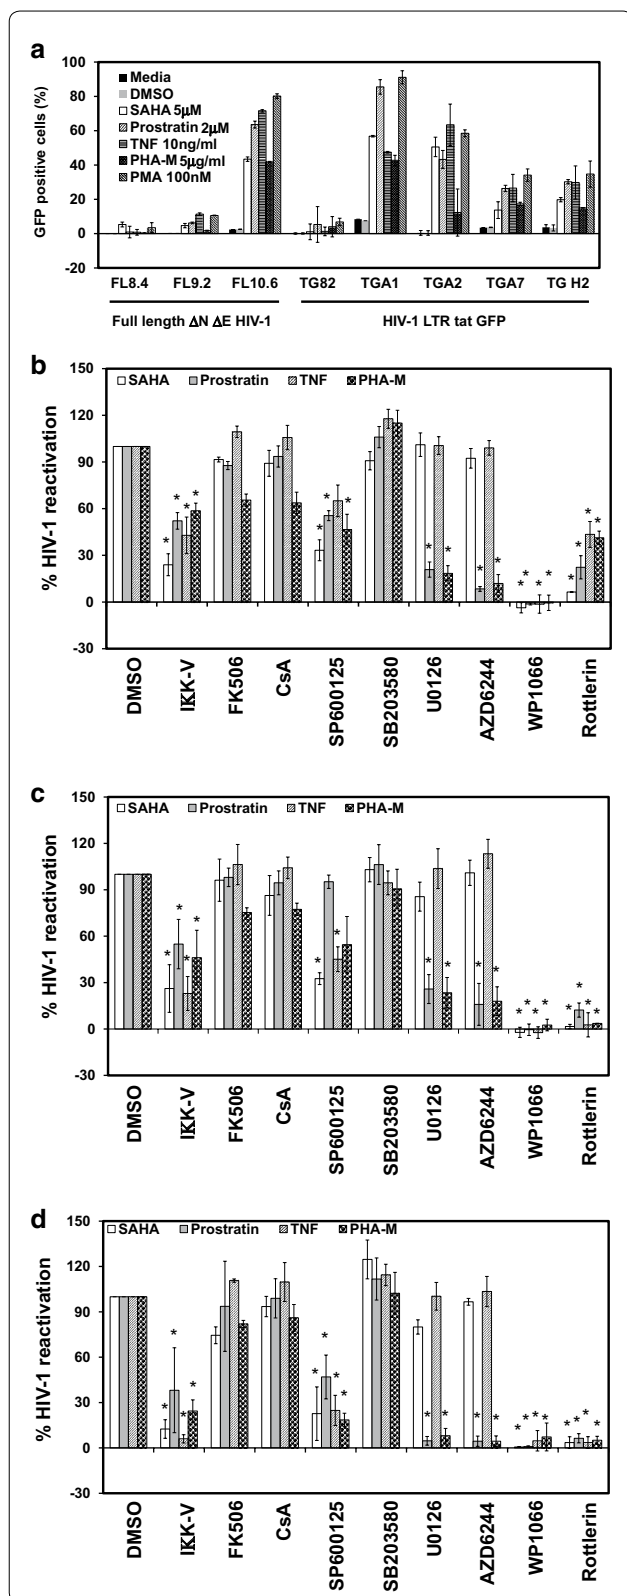 a
GFP positive cells (%)
100
80
60
40
20
0
-20
Media
DMSO
SAHA 5μM
Prostratin 2μM
TNF 10ng/ml
PHA-M 5μg/ml
PMA 100nM
FL8.4 FL9.2 FL10.6 TG82 TGA1 TGA2 TGA7 TG H2
Full length ΔN ΔE HIV-1 HIV-1 LTR tat GFP
b
% HIV-1 reactivation
150
120
90
60
30
0
-30
SAHA Prostratin TNF PHA-M
* * * * * * * * * * * * * * * * * * *
DMSO IKK-V FK506 CsA SP600125 SB203580 U0126 AZD6244 WP1066 Rottlerin
c
% HIV-1 reactivation
150
120
90
60
30
0
-30
SAHA Prostratin TNF PHA-M
* * * * * * * * * * * * * * * * * *
DMSO IKK-V FK506 CsA SP600125 SB203580 U0126 AZD6244 WP1066 Rottlerin
d
% HIV-1 reactivation
150
120
90
60
30
0
-30
SAHA Prostratin TNF PHA-M
* * * * * * * * * * * * * * * * * * * *
DMSO IKK-V FK506 CsA SP600125 SB203580 U0126 AZD6244 WP1066 Rottlerin